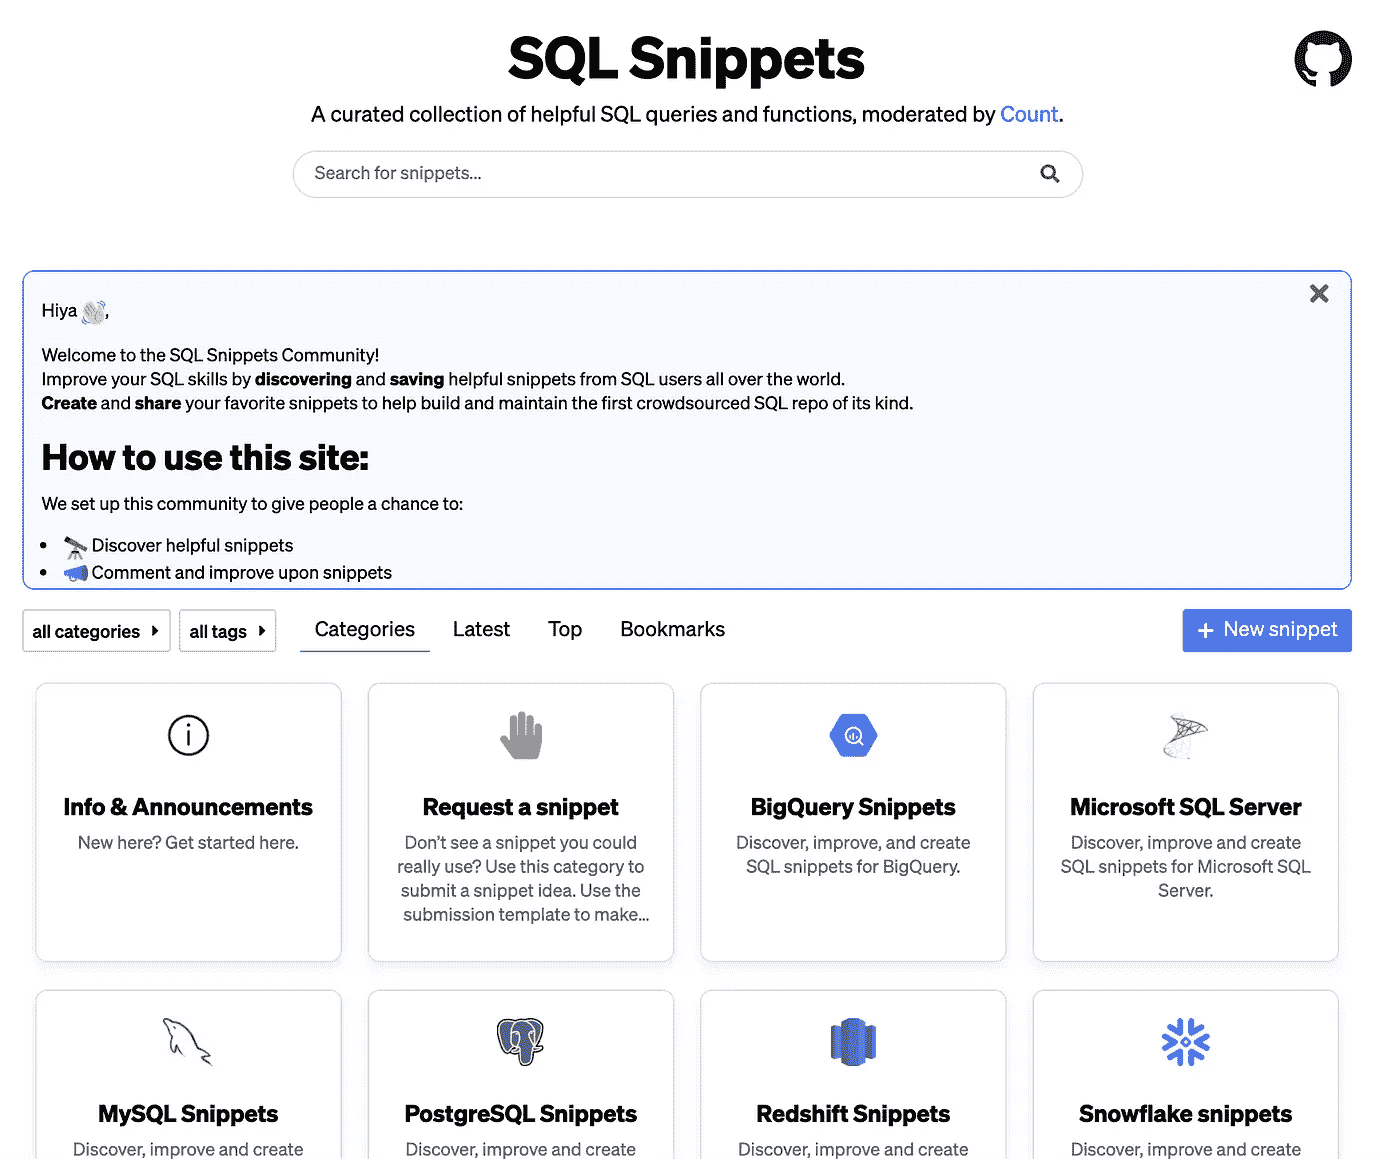 SQL Snippets
A curated collection of helpful SQL queries and functions, moderated by Count.
Search for snippets...
Hiya ,
Welcome to the SQL Snippets Community!
Improve your SQL skills by discovering and saving helpful snippets from SQL users all over the world.
Create and share your favorite snippets to help build and maintain the first crowdsourced SQL repo of its kind.
How to use this site:
We set up this community to give people a chance to:
Discover helpful snippets
Comment and improve upon snippets
all categories
all tags
Categories
Latest
Top
Bookmarks
+ New snippet
Info & Announcements
New here? Get started here.
Request a snippet
Don't see a snippet you could
really use? Use this category to
submit a snippet idea. Use the
submission template to make...
BigQuery Snippets
Discover, improve, and create
SQL snippets for BigQuery.
Microsoft SQL Server
Discover, improve and create
SQL snippets for Microsoft SQL
Server.
MySQL Snippets
Discover, improve and create
PostgreSQL Snippets
Discover, improve and create
Redshift Snippets
Discover, improve and create
Snowflake snippets
Discover, improve and create